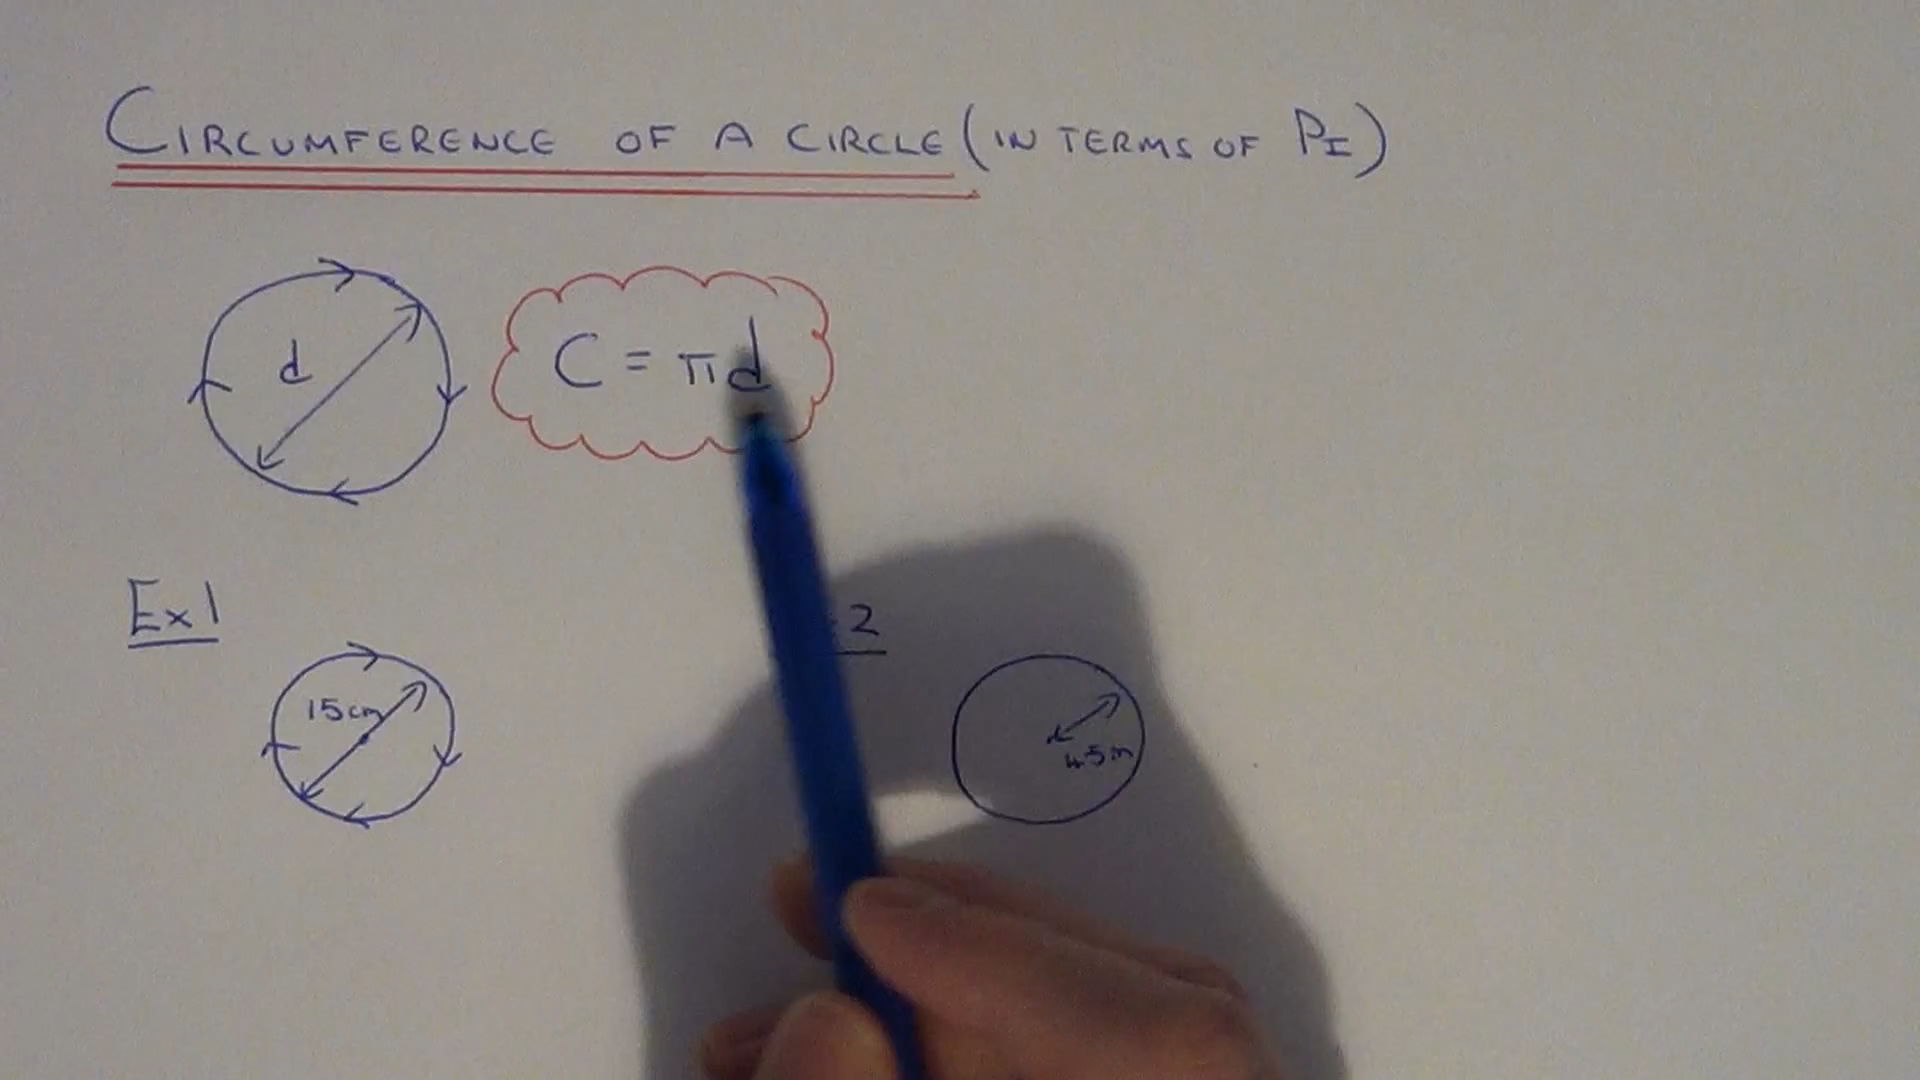 CIRCUMFERENCE OF A CIRCLE (IN TERMS OF PI)
d
C = πd
Ex 1
2
15cm
4.5m